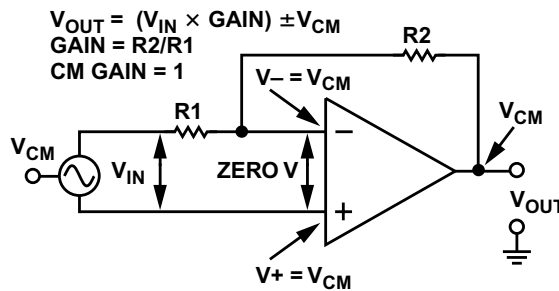 VOUT = (VIN × GAIN) ±VCM
GAIN = R2/R1
CM GAIN = 1
R2
V– = VCM
R1
VCM
VCM
VIN
ZERO V
–
+
VOUT
V+ = VCM